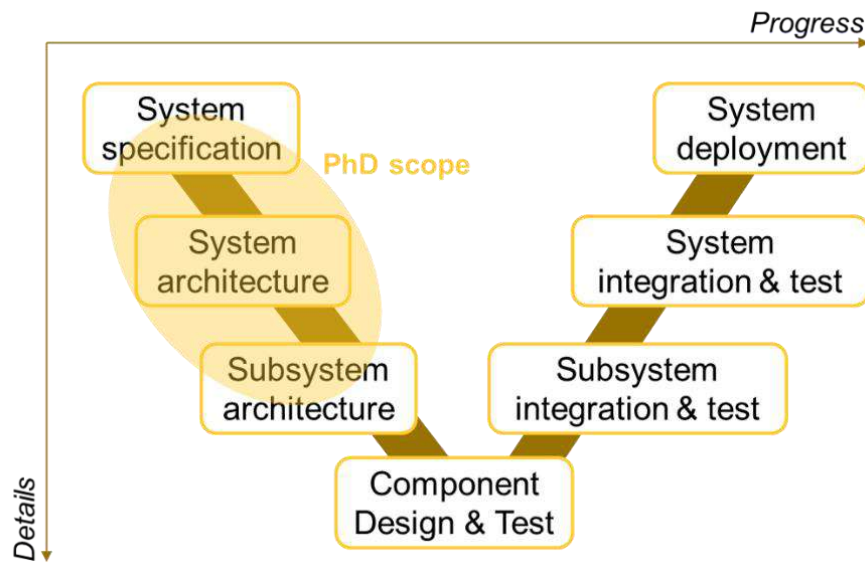 Progress
System
specification
System
deployment
PhD scope
System
architecture
System
integration & test
Subsystem
architecture
Subsystem
integration & test
Component
Design & Test
Details